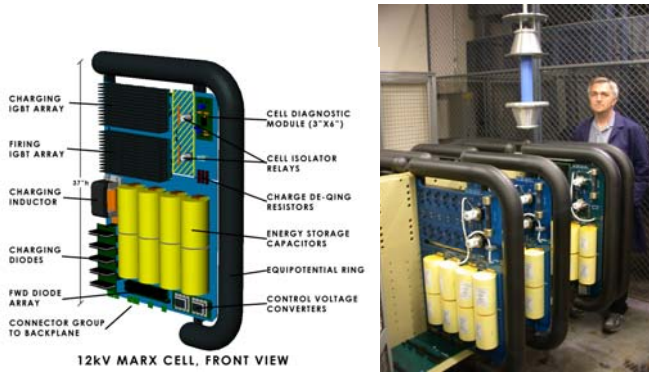 CHARGING
IGBT ARRAY
FIRING
IGBT ARRAY
37"h
CHARGING
INDUCTOR
CHARGING
DIODES
FWD DIODE
ARRAY
CONNECTOR GROUP
TO BACKPLANE
CELL DIAGNOSTIC
MODULE (3"X6")
CELL ISOLATOR
RELAYS
CHARGE DE-QING
RESISTORS
ENERGY STORAGE
CAPACITORS
EQUIPOTENTIAL RING
CONTROL VOLTAGE
CONVERTERS
12kV MARX CELL, FRONT VIEW